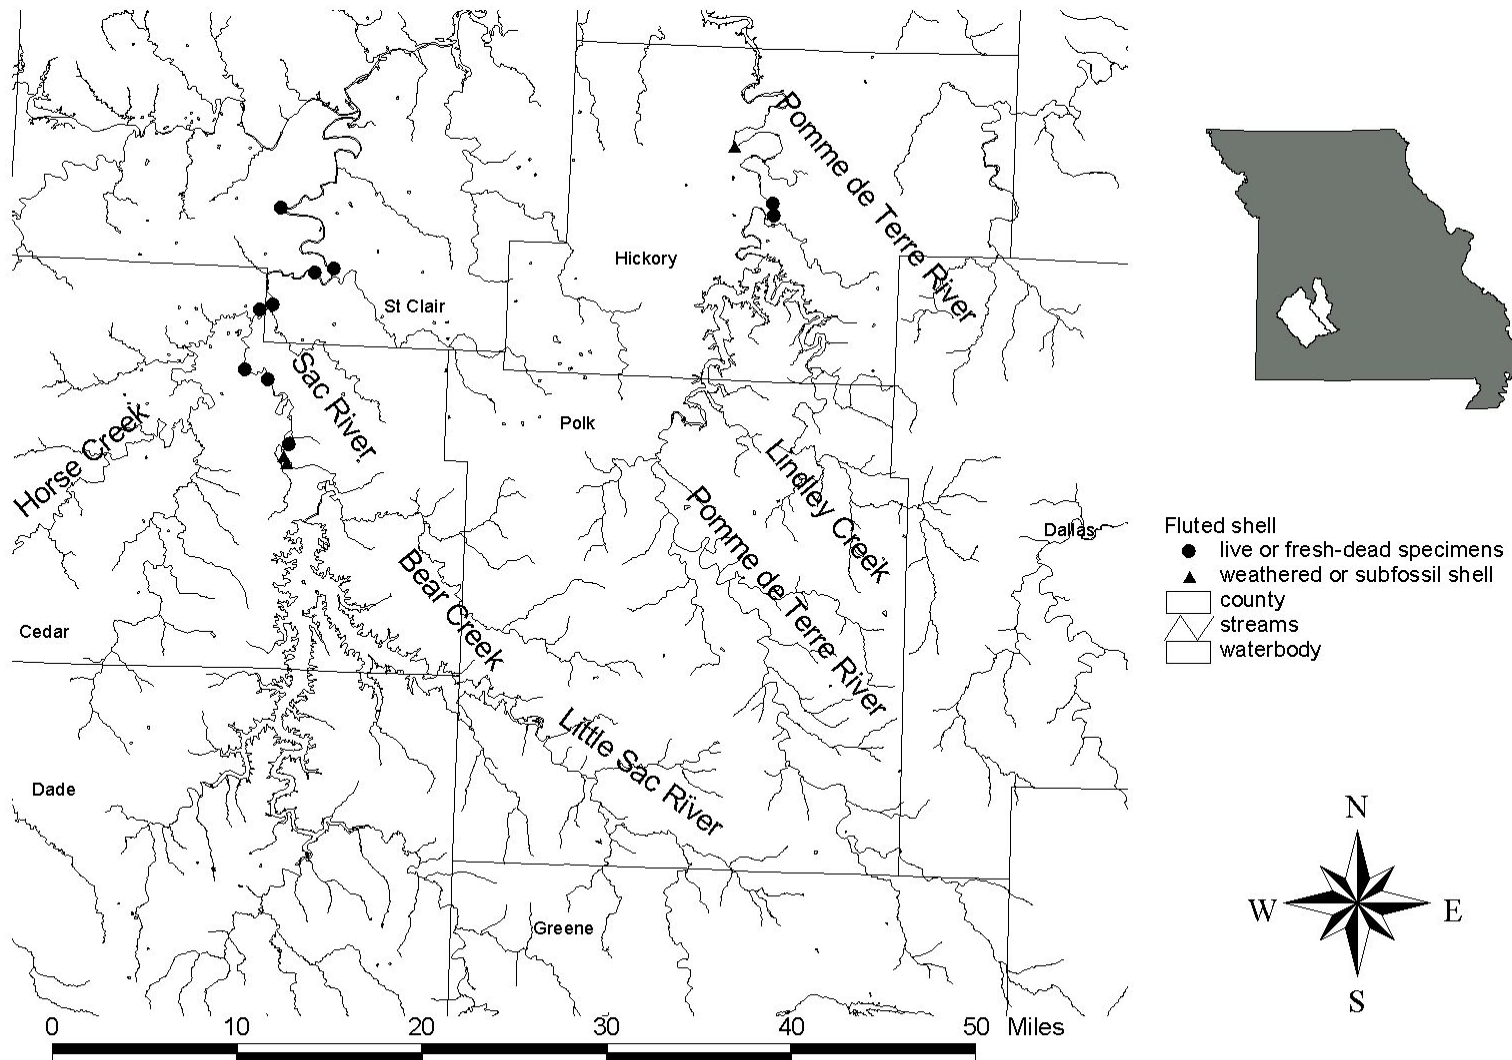 Pomme de Terre River
Hickory
St Clair
Sac River
Horse Creek
Polk
Lindley Creek
Pomme de Terre River
Dallas
Bear Creek
Cedar
Little Sac River
Dade
Greene
Fluted shell
live or fresh-dead specimens
weathered or subfossil shell
county
streams
waterbody
N
W E
S
0 10 20 30 40 50 Miles